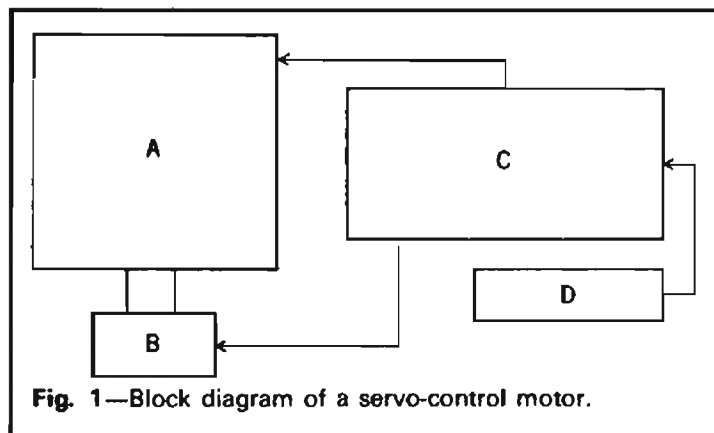 A
C
D
B
Fig. 1—Block diagram of a servo-control motor.